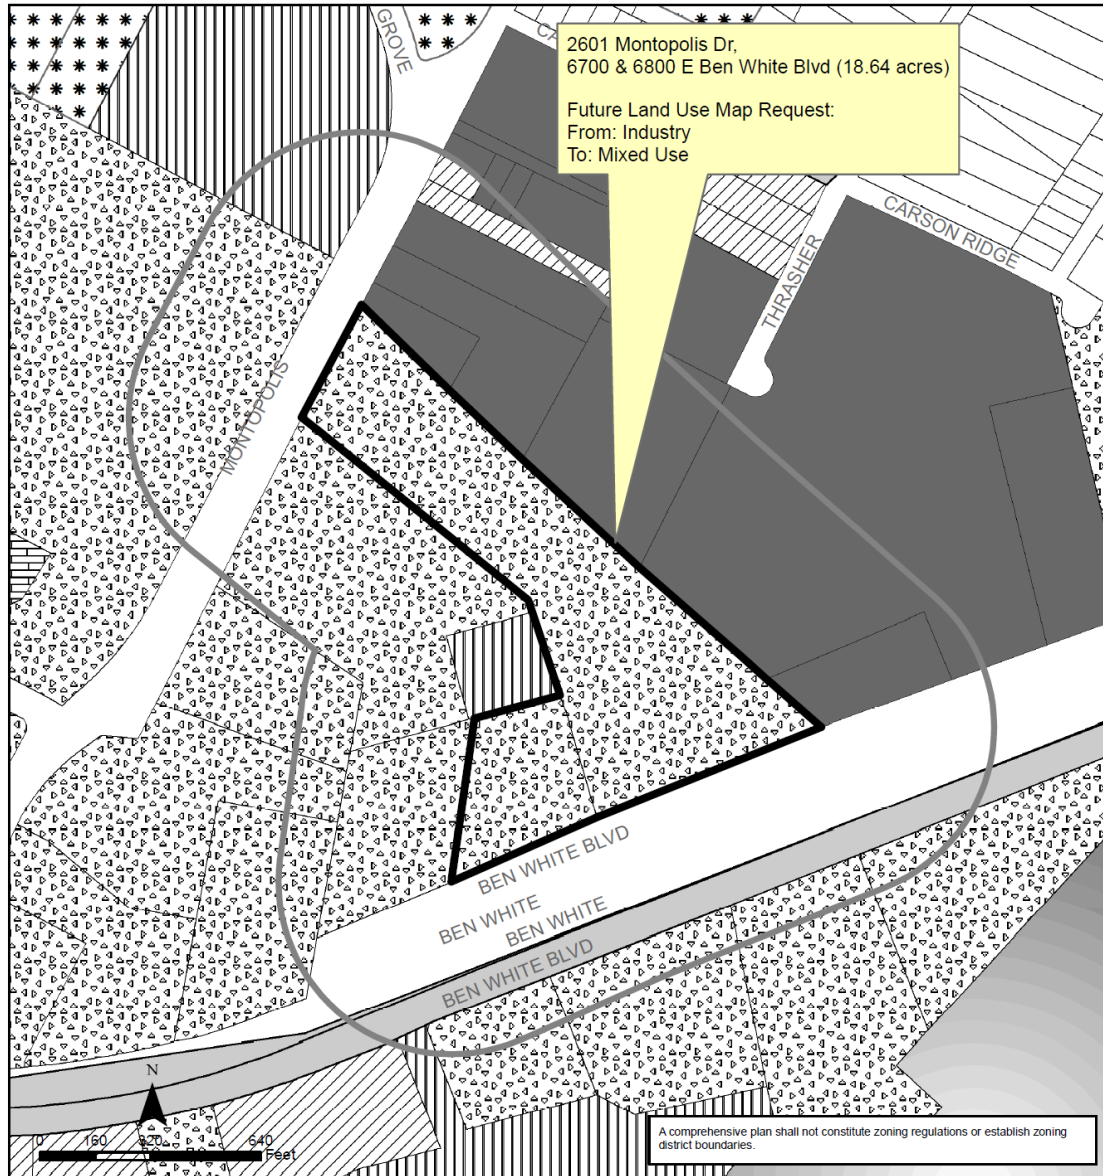 GROVE
2601 Montopolis Dr,
6700 & 6800 E Ben White Blvd (18.64 acres)
Future Land Use Map Request:
From: Industry
To: Mixed Use
CARSON RIDGE
THRASHER
MONTOPOLIS
BEN WHITE BLVD
BEN WHITE
BEN WHITE
BEN WHITE BLVD
N
0 160 320 640
Feet
A comprehensive plan shall not constitute zoning regulations or establish zoning
district boundaries.